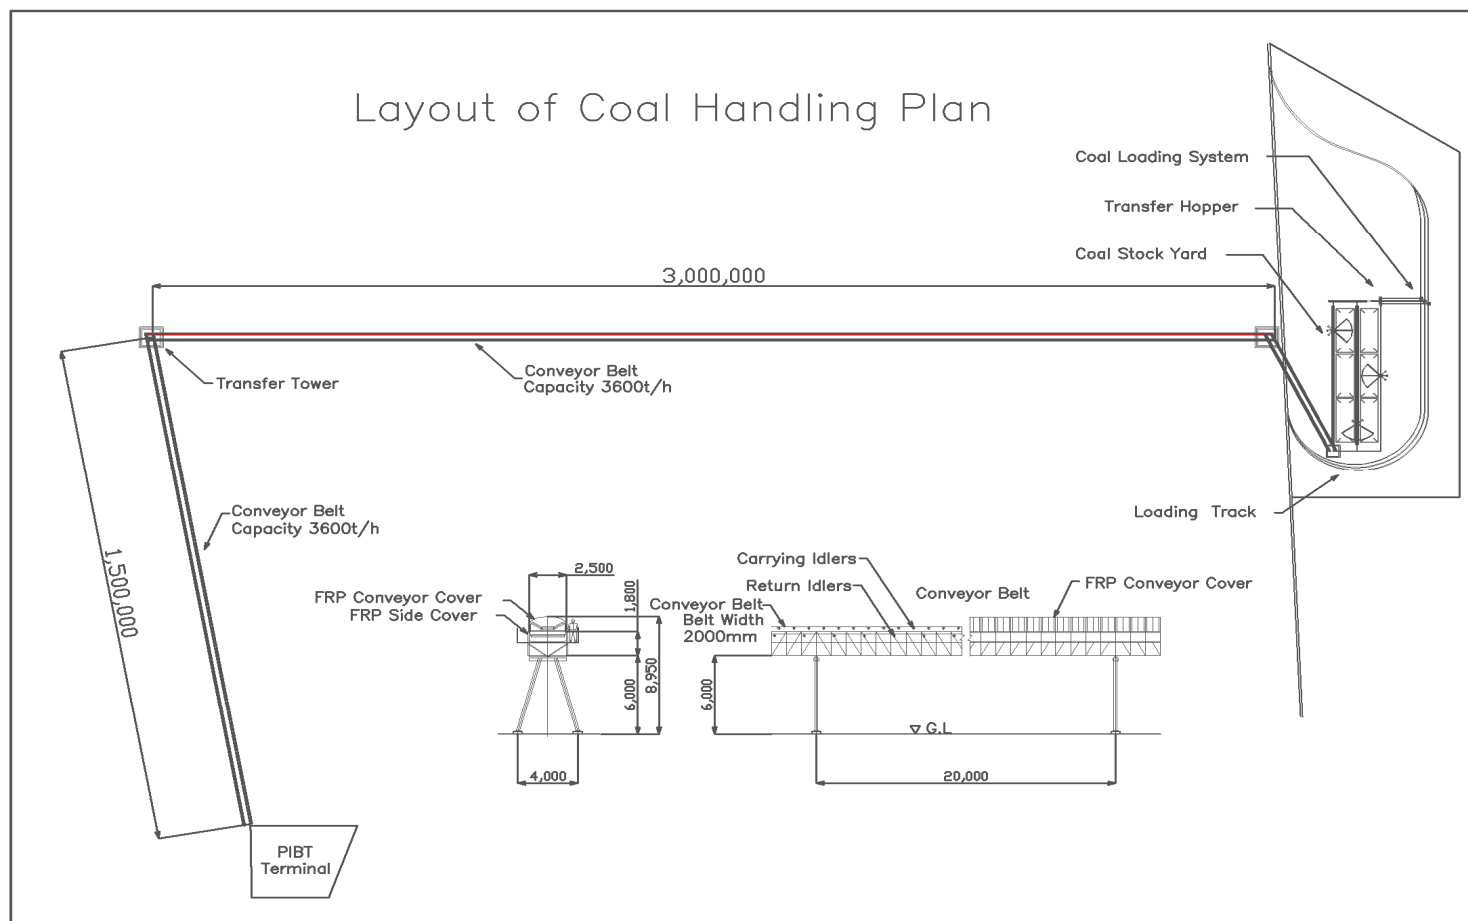 Layout of Coal Handling Plan
Coal Loading System
Transfer Hopper
Coal Stock Yard
3,000,000
Transfer Tower
Conveyor Belt
Capacity 3600t/h
Conveyor Belt
Capacity 3600t/h
1,500,000
Loading Track
2,500
FRP Conveyor Cover
FRP Side Cover
1,800
6,000
8,950
4,000
Carrying Idlers
Return Idlers
Conveyor Belt
Belt Width
2000mm
Conveyor Belt
FRP Conveyor Cover
6,000
G.L
20,000
PIBT
Terminal